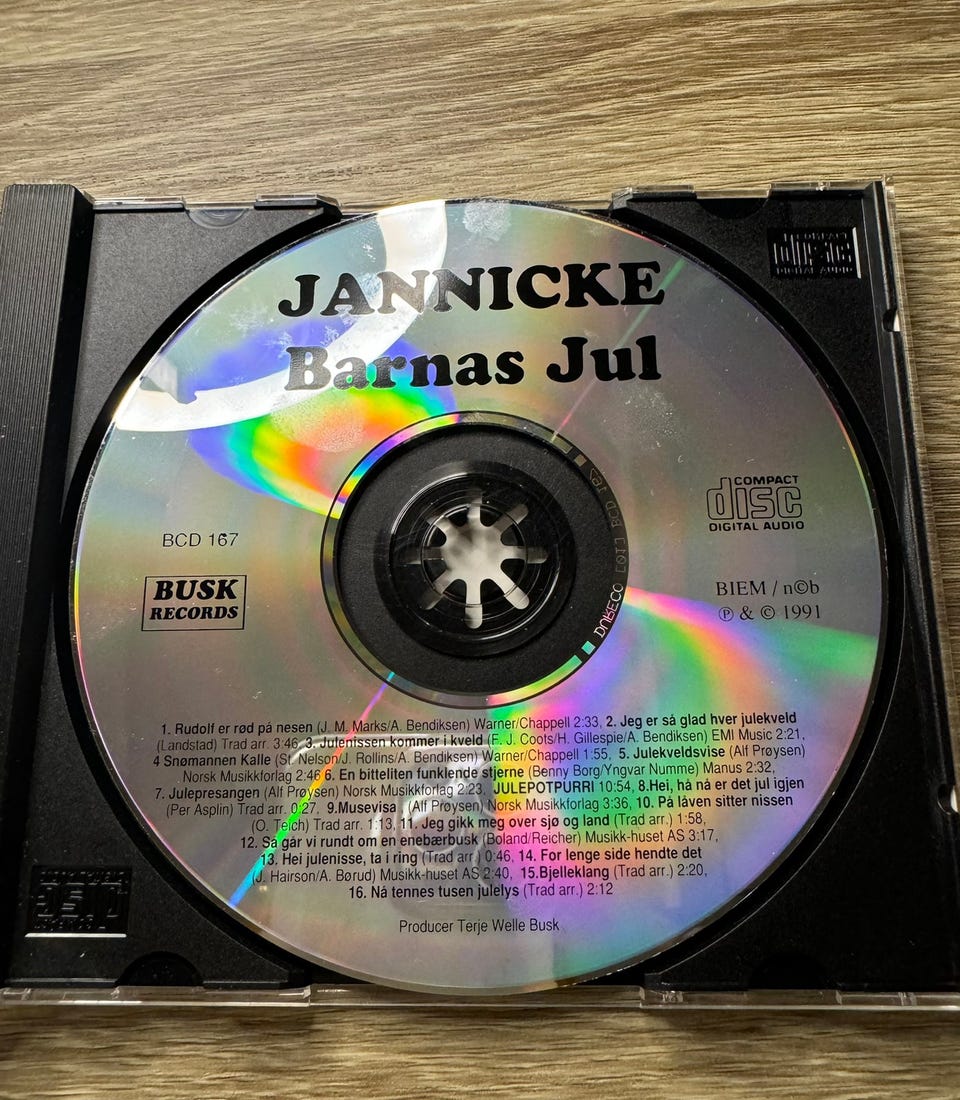 JANNICKE
Barnas Jul
COMPACT
disc
DIGITAL AUDIO
COMPACT
disc
DIGITAL AUDIO
BCD 167
BUSK
RECORDS
BIEM / n©b
℗ & © 1991
DURECO [01] BCD 167
1. Rudolf er rød på nesen (J. M. Marks/A. Bendiksen) Warner/Chappell 2:33, 2. Jeg er så glad hver julekveld
(Landstad) Trad arr. 3:46, 3. Julenissen kommer i kveld (F. J. Coots/H. Gillespie/A. Bendiksen) EMI Music 2:21,
4 Snømannen Kalle (St. Nelson/J. Rollins/A. Bendiksen) Warner/Chappell 1:55, 5. Julekveldsvise (Alf Prøysen)
Norsk Musikkforlag 2:46 6. En bitteliten funklende stjerne (Benny Borg/Yngvar Numme) Manus 2:32,
7. Julepresangen (Alf Prøysen) Norsk Musikkforlag 2:23, JULEPOTPURRI 10:54, 8.Hei, hå nå er det jul igjen
(Per Asplin) Trad arr. 0:27, 9.Musevisa (Alf Prøysen) Norsk Musikkforlag 3:36, 10. På låven sitter nissen
(O. Teich) Trad arr. 1:13, 11. Jeg gikk meg over sjø og land (Trad arr.) 1:58,
12. Så går vi rundt om en enebærbusk (Boland/Reicher) Musikk-huset AS 3:17,
13. Hei julenisse, ta i ring (Trad arr.) 0:46, 14. For lenge side hendte det
(J. Hairson/A. Børud) Musikk-huset AS 2:40, 15.Bjelleklang (Trad arr.) 2:20,
16. Nå tennes tusen julelys (Trad arr.) 2:12
Producer Terje Welle Busk